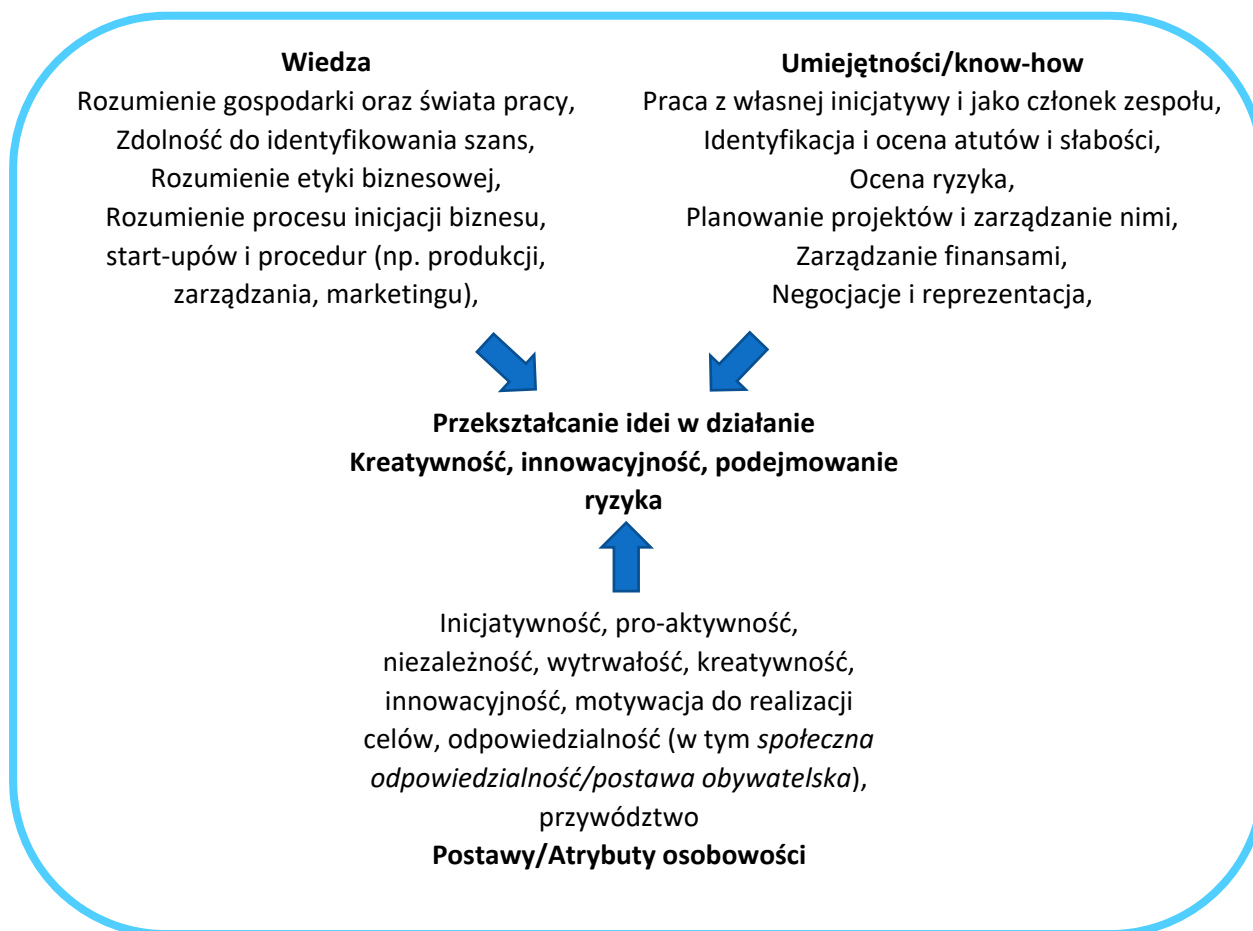 Wiedza
Rozumienie gospodarki oraz świata pracy,
Zdolność do identyfikowania szans,
Rozumienie etyki biznesowej,
Rozumienie procesu inicjacji biznesu,
start-upów i procedur (np. produkcji,
zarządzania, marketingu),
Umiejętności/know-how
Praca z własnej inicjatywy i jako członek zespołu,
Identyfikacja i ocena atutów i słabości,
Ocena ryzyka,
Planowanie projektów i zarządzanie nimi,
Zarządzanie finansami,
Negocjacje i reprezentacja,
Przekształcanie idei w działanie
Kreatywność, innowacyjność, podejmowanie
ryzyka
Inicjatywność, pro-aktywność,
niezależność, wytrwałość, kreatywność,
innowacyjność, motywacja do realizacji
celów, odpowiedzialność (w tym społeczna
odpowiedzialność/postawa obywatelska),
przywództwo
Postawy/Atrybuty osobowości